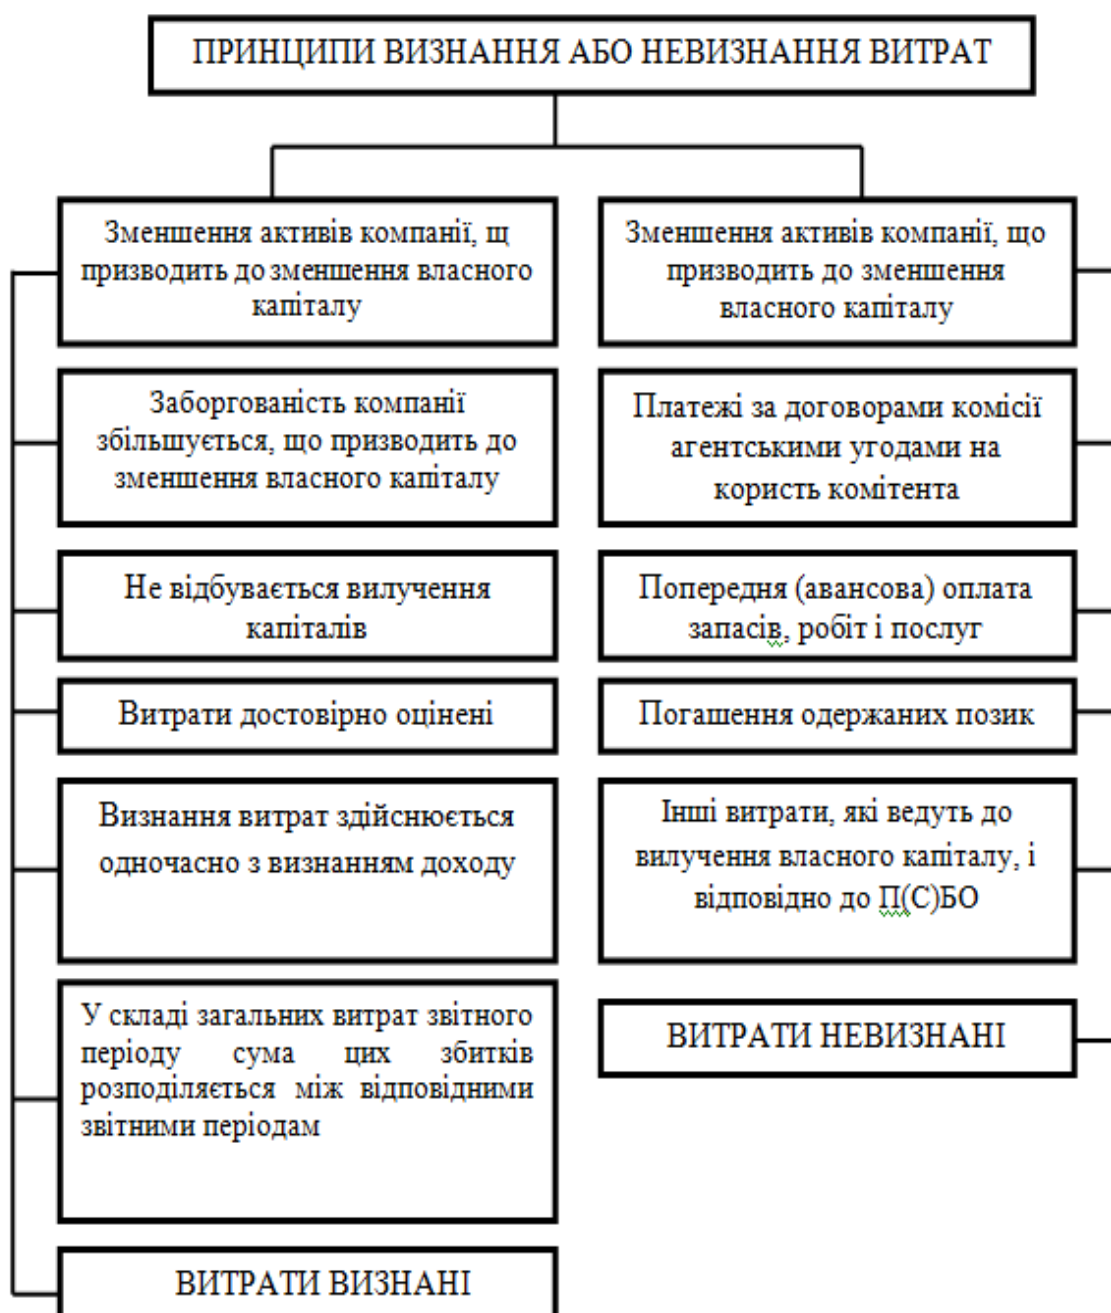 ПРИНЦИПИ ВИЗНАННЯ АБО НЕВИЗНАННЯ ВИТРАТ
Зменшення активів компанії, щ
призводить до зменшення власного
капіталу
Заборгованість компанії
збільшується, що призводить до
зменшення власного капіталу
Не відбувається вилучення
капіталів
Витрати достовірно оцінені
Визнання витрат здійснюється
одночасно з визнанням доходу
У складі загальних витрат звітного
періоду сума цих збитків
розподіляється між відповідними
звітними періодам
ВИТРАТИ ВИЗНАНІ
Зменшення активів компанії, що
призводить до зменшення
власного капіталу
Платежі за договорами комісії
агентськими угодами на
користь комітента
Попередня (авансова) оплата
запасів, робіт і послуг
Погашення одержаних позик
Інші витрати, які ведуть до
вилучення власного капіталу, і
відповідно до П(С)БО
ВИТРАТИ НЕВИЗНАНІ